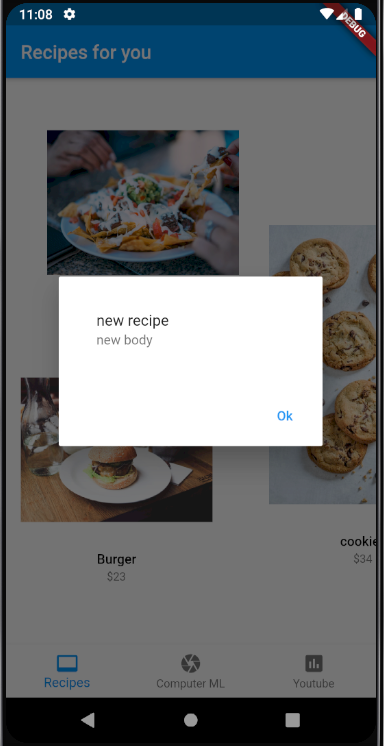 11:08
DEBUG
Recipes for you
new recipe
new body
Ok
Burger
$23
cookie
$34
Recipes
Computer ML
Youtube